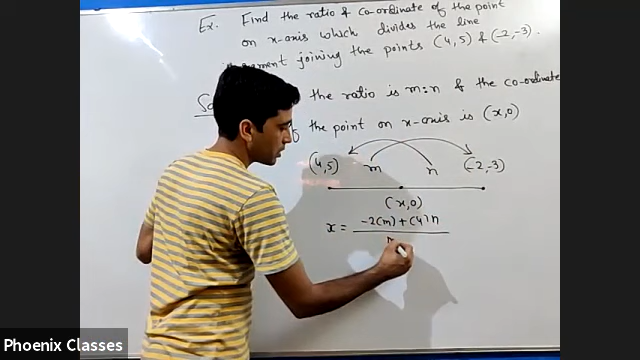 Ex. Find the ratio & co-ordinate of the point
on x-axis which divides the line
segment joining the points (4,5) & (-2,-3).
the ratio is m:n & the co-ordinate
of the point on x-axis is (x,0)
(4,5) m n (-2,-3)
(x,0)
x = -2(m) + (4)n
Phoenix Classes